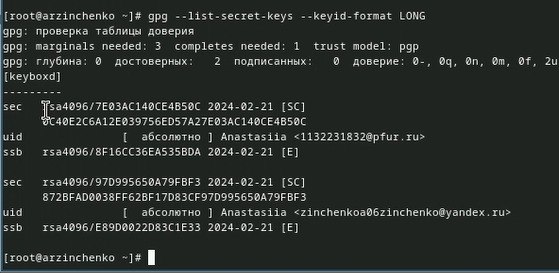 [root@arzinchenko ~]# gpg --list-secret-keys --keyid-format LONG
gpg: проверка таблицы доверия
gpg: marginals needed: 3  completes needed: 1  trust model: pgp
gpg: глубина: 0  достоверных:   2  подписанных:   0  доверие: 0-, 0q, 0n, 0m, 0f, 2u
[keyboxd]
---------
sec   rsa4096/7E03AC140CE4B50C 2024-02-21 [SC]
0C40E2C6A12E039756ED57A27E03AC140CE4B50C
uid                 [  абсолютно ] Anastasiia <1132231832@pfur.ru>
ssb   rsa4096/8F16CC36EA535BDA 2024-02-21 [E]
sec   rsa4096/97D995650A79FBF3 2024-02-21 [SC]
872BFAD0038FF62BF17D83CF97D995650A79FBF3
uid                 [  абсолютно ] Anastasiia <zinchenkoa06zinchenko@yandex.ru>
ssb   rsa4096/E89D0022D83C1E33 2024-02-21 [E]
[root@arzinchenko ~]#